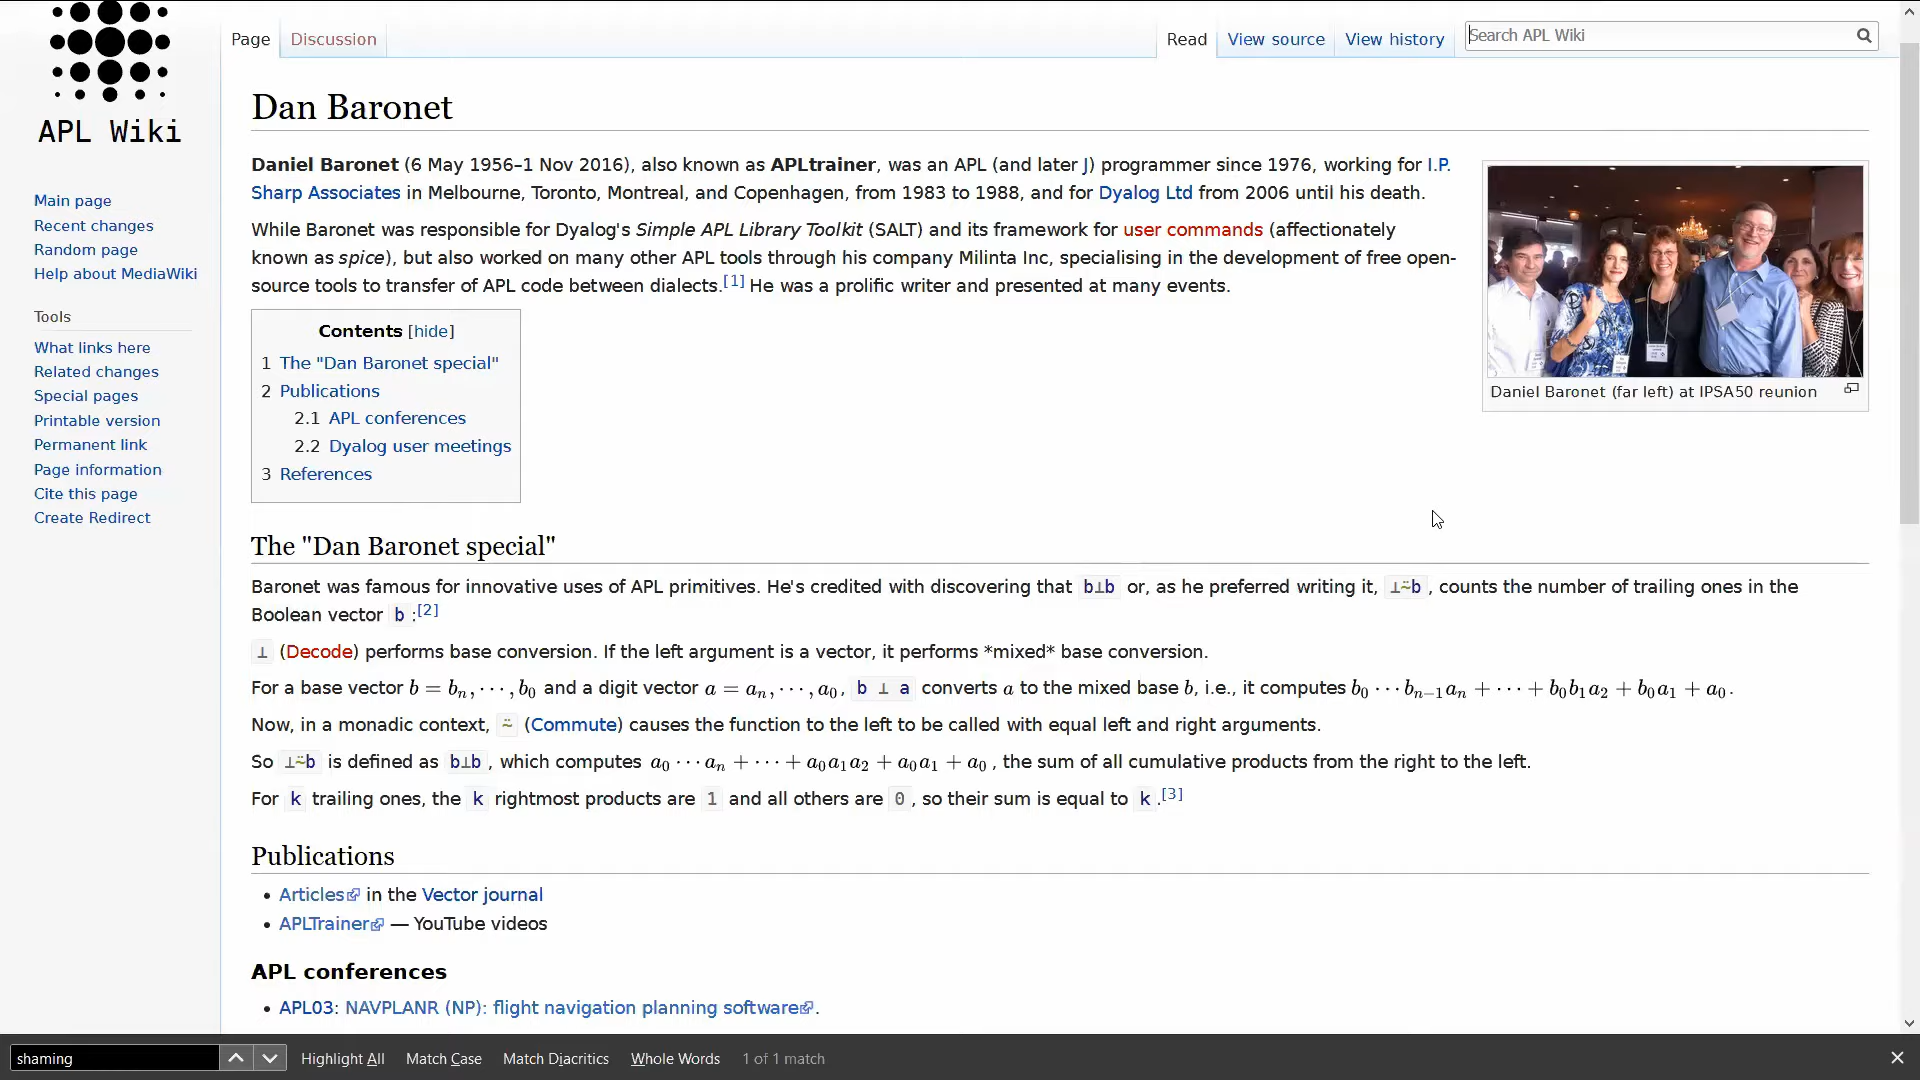 Page
Discussion
Read
View source
View history
Search APL Wiki
APL Wiki
Main page
Recent changes
Random page
Help about MediaWiki
Tools
What links here
Related changes
Special pages
Printable version
Permanent link
Page information
Cite this page
Create Redirect
Dan Baronet
Daniel Baronet (6 May 1956–1 Nov 2016), also known as APLtrainer, was an APL (and later J) programmer since 1976, working for I.P.
Sharp Associates in Melbourne, Toronto, Montreal, and Copenhagen, from 1983 to 1988, and for Dyalog Ltd from 2006 until his death.
While Baronet was responsible for Dyalog's Simple APL Library Toolkit (SALT) and its framework for user commands (affectionately
known as spice), but also worked on many other APL tools through his company Milinta Inc, specialising in the development of free open-
source tools to transfer of APL code between dialects.[1] He was a prolific writer and presented at many events.
Daniel Baronet (far left) at IPSA50 reunion
Contents [hide]
1 The "Dan Baronet special"
2 Publications
2.1 APL conferences
2.2 Dyalog user meetings
3 References
The "Dan Baronet special"
Baronet was famous for innovative uses of APL primitives. He's credited with discovering that b⊥b or, as he preferred writing it, ⊥⍨b, counts the number of trailing ones in the
Boolean vector b :[2]
⊥ (Decode) performs base conversion. If the left argument is a vector, it performs *mixed* base conversion.
For a base vector b = bₙ, ⋯, b₀ and a digit vector a = aₙ, ⋯, a₀, b ⊥ a converts a to the mixed base b, i.e., it computes b₀ ⋯ bₙ₋₁aₙ + ⋯ + b₀b₁a₂ + b₀a₁ + a₀.
Now, in a monadic context, ⍨ (Commute) causes the function to the left to be called with equal left and right arguments.
So ⊥⍨b is defined as b⊥b, which computes a₀ ⋯ aₙ + ⋯ + a₀a₁a₂ + a₀a₁ + a₀, the sum of all cumulative products from the right to the left.
For k trailing ones, the k rightmost products are 1 and all others are 0, so their sum is equal to k.[3]
Publications
• Articles in the Vector journal
• APLTrainer — YouTube videos
APL conferences
• APL03: NAVPLANR (NP): flight navigation planning software.
shaming
Highlight All
Match Case
Match Diacritics
Whole Words
1 of 1 match